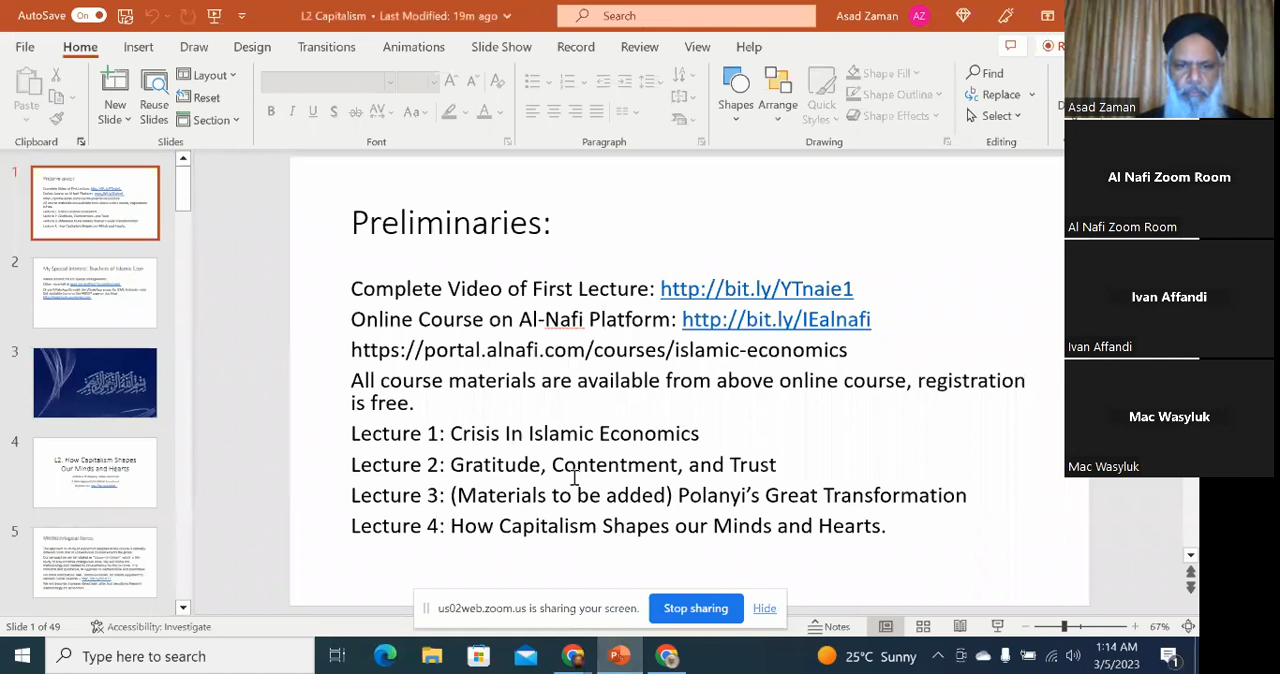 AutoSave On L2 Capitalism • Last Modified: 19m ago Search Asad Zaman AZ
File Home Insert Draw Design Transitions Animations Slide Show Record Review View Help
Paste
New Slide
Reuse Slides
Layout
Reset
Section
Shapes
Arrange
Quick Styles
Shape Fill
Shape Outline
Shape Effects
Find
Replace
Select
Clipboard Slides Font Paragraph Drawing Editing
Asad Zaman
Al Nafi Zoom Room
Al Nafi Zoom Room
Ivan Affandi
Ivan Affandi
Mac Wasyluk
Mac Wasyluk
1
2
3
4
L2. How Capitalism Shapes
Our Minds and Hearts
5
Preliminaries:
Complete Video of First Lecture: http://bit.ly/YTnaie1
Online Course on Al-Nafi Platform: http://bit.ly/IEalnafi
https://portal.alnafi.com/courses/islamic-economics
All course materials are available from above online course, registration
is free.
Lecture 1: Crisis In Islamic Economics
Lecture 2: Gratitude, Contentment, and Trust
Lecture 3: (Materials to be added) Polanyi's Great Transformation
Lecture 4: How Capitalism Shapes our Minds and Hearts.
us02web.zoom.us is sharing your screen. Stop sharing Hide
Slide 1 of 49 Accessibility: Investigate Notes 67%
Type here to search 25°C Sunny 1:14 AM
3/5/2023
1